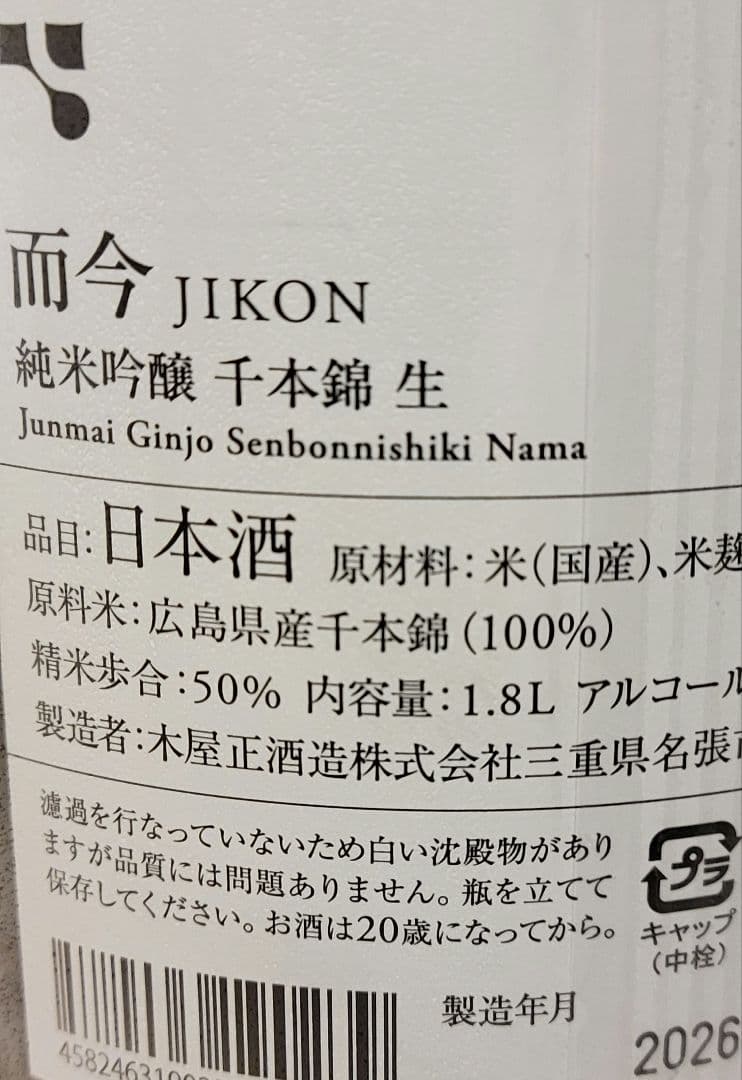 而今 JIKON
純米吟醸 千本錦 生
Junmai Ginjo Senbonnishiki Nama
品目:日本酒 原材料:米(国産)、米麹
原料米:広島県産千本錦(100%)
精米歩合:50% 内容量:1.8L アルコール
製造者:木屋正酒造株式会社三重県名張市
濾過を行なっていないため白い沈殿物があり
ますが品質には問題ありません。瓶を立てて
保存してください。お酒は20歳になってから。
プラ
キャップ
(中栓)
製造年月
2026
458246310